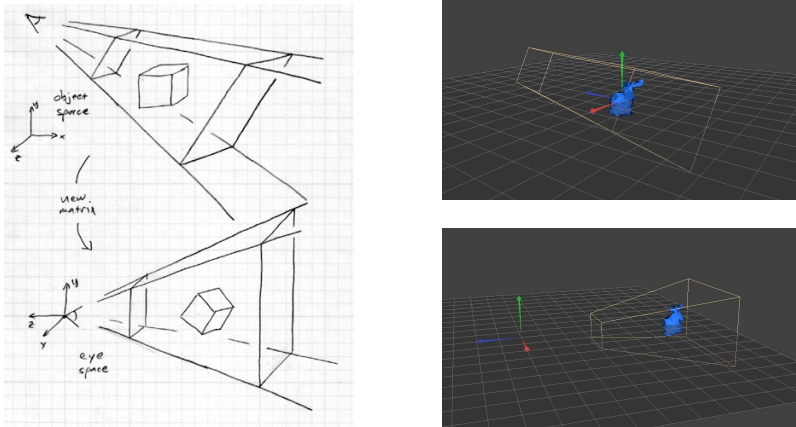 object
space
y
x
z
view
matrix
y
z
x
eye
space